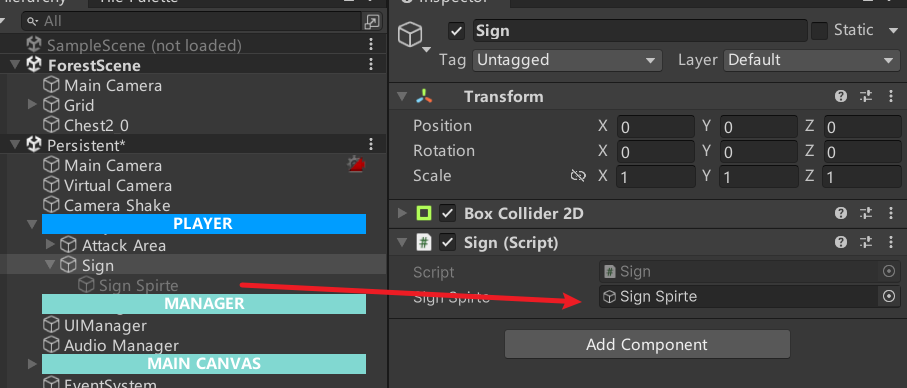 Hierarchy
Tile Palette
Inspector
All
SampleScene (not loaded)
ForestScene
Main Camera
Grid
Chest2 0
Persistent*
Main Camera
Virtual Camera
Camera Shake
PLAYER
Attack Area
Sign
Sign Spirte
MANAGER
UIManager
Audio Manager
MAIN CANVAS
EventSystem
Sign
Static
Tag Untagged
Layer Default
Transform
Position X 0 Y 0 Z 0
Rotation X 0 Y 0 Z 0
Scale X 1 Y 1 Z 1
Box Collider 2D
Sign (Script)
Script
# Sign
Sign Spirte
Sign Spirte
Add Component